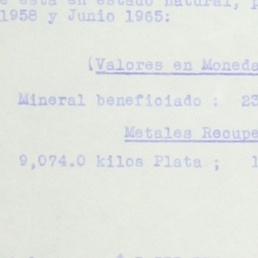 está en estado natural,
1958 y Junio 1965:
(Valores en Moneda
Mineral beneficiado : 23
Metales Recupe
9,074.0 kilos Plata ; 1